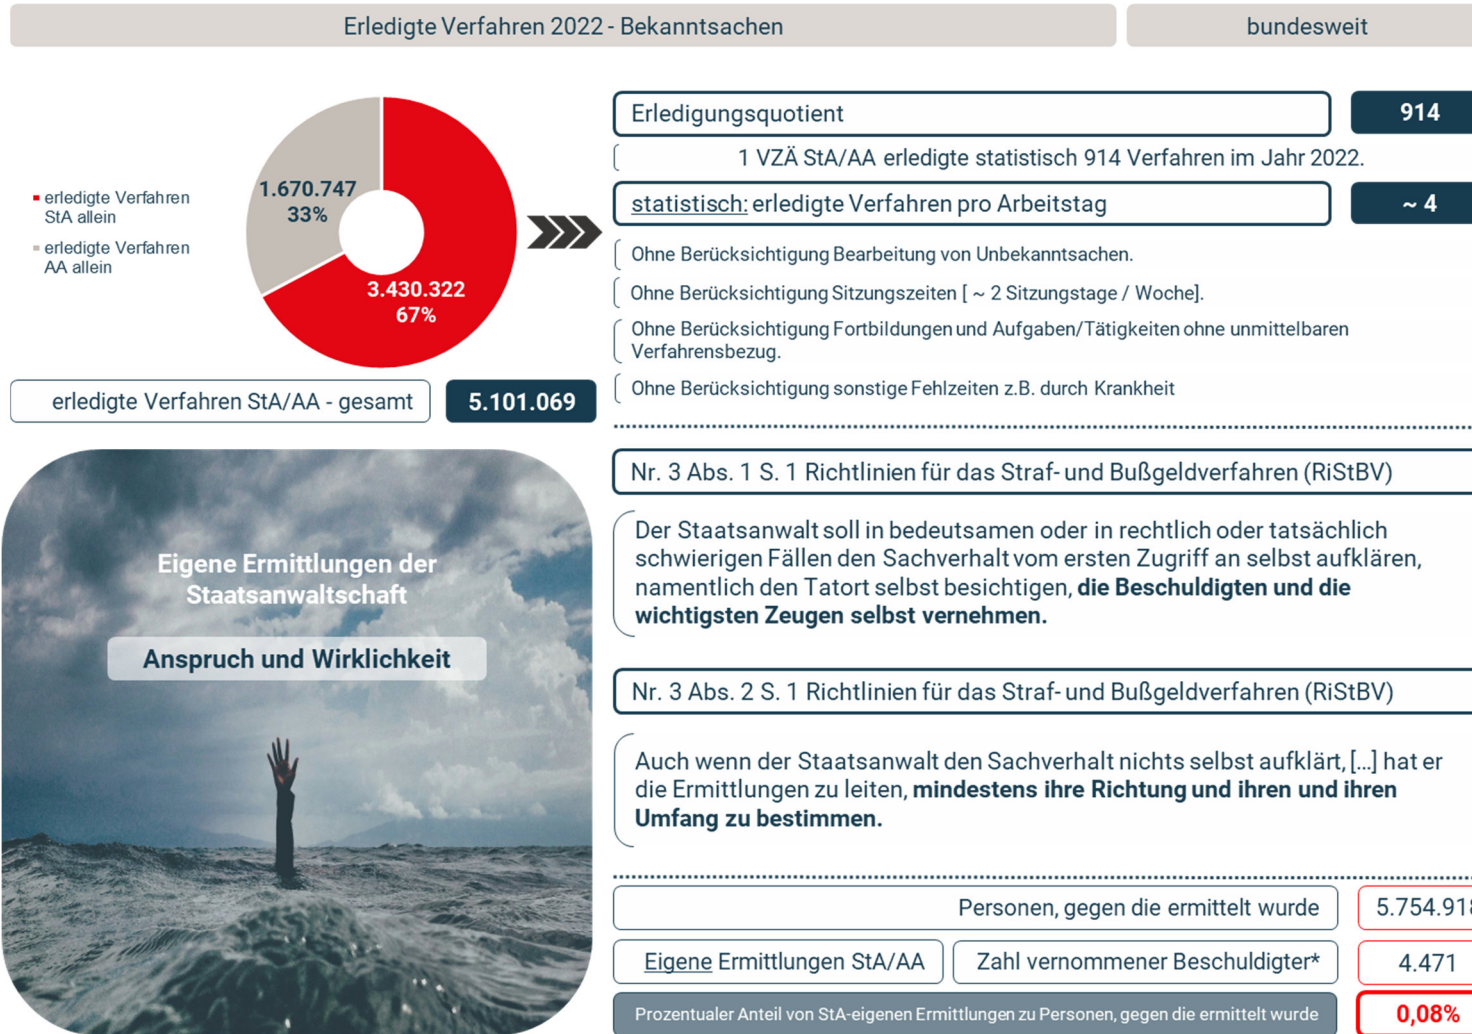 Erledigte Verfahren 2022 - Bekanntsachen
bundesweit
erledigte Verfahren
StA allein
erledigte Verfahren
AA allein
1.670.747
33%
3.430.322
67%
erledigte Verfahren StA/AA - gesamt
5.101.069
Erledigungsquotient
914
1 VZÄ StA/AA erledigte statistisch 914 Verfahren im Jahr 2022.
statistisch: erledigte Verfahren pro Arbeitstag
~ 4
Ohne Berücksichtigung Bearbeitung von Unbekanntsachen.
Ohne Berücksichtigung Sitzungszeiten [ ~ 2 Sitzungstage / Woche].
Ohne Berücksichtigung Fortbildungen und Aufgaben/Tätigkeiten ohne unmittelbaren
Verfahrensbezug.
Ohne Berücksichtigung sonstige Fehlzeiten z.B. durch Krankheit
Eigene Ermittlungen der
Staatsanwaltschaft
Anspruch und Wirklichkeit
Nr. 3 Abs. 1 S. 1 Richtlinien für das Straf- und Bußgeldverfahren (RiStBV)
Der Staatsanwalt soll in bedeutsamen oder in rechtlich oder tatsächlich
schwierigen Fällen den Sachverhalt vom ersten Zugriff an selbst aufklären,
namentlich den Tatort selbst besichtigen, die Beschuldigten und die
wichtigsten Zeugen selbst vernehmen.
Nr. 3 Abs. 2 S. 1 Richtlinien für das Straf- und Bußgeldverfahren (RiStBV)
Auch wenn der Staatsanwalt den Sachverhalt nichts selbst aufklärt, [...] hat er
die Ermittlungen zu leiten, mindestens ihre Richtung und ihren und ihren
Umfang zu bestimmen.
Personen, gegen die ermittelt wurde
5.754.918
Eigene Ermittlungen StA/AA
Zahl vernommener Beschuldigter*
4.471
Prozentualer Anteil von StA-eigenen Ermittlungen zu Personen, gegen die ermittelt wurde
0,08%